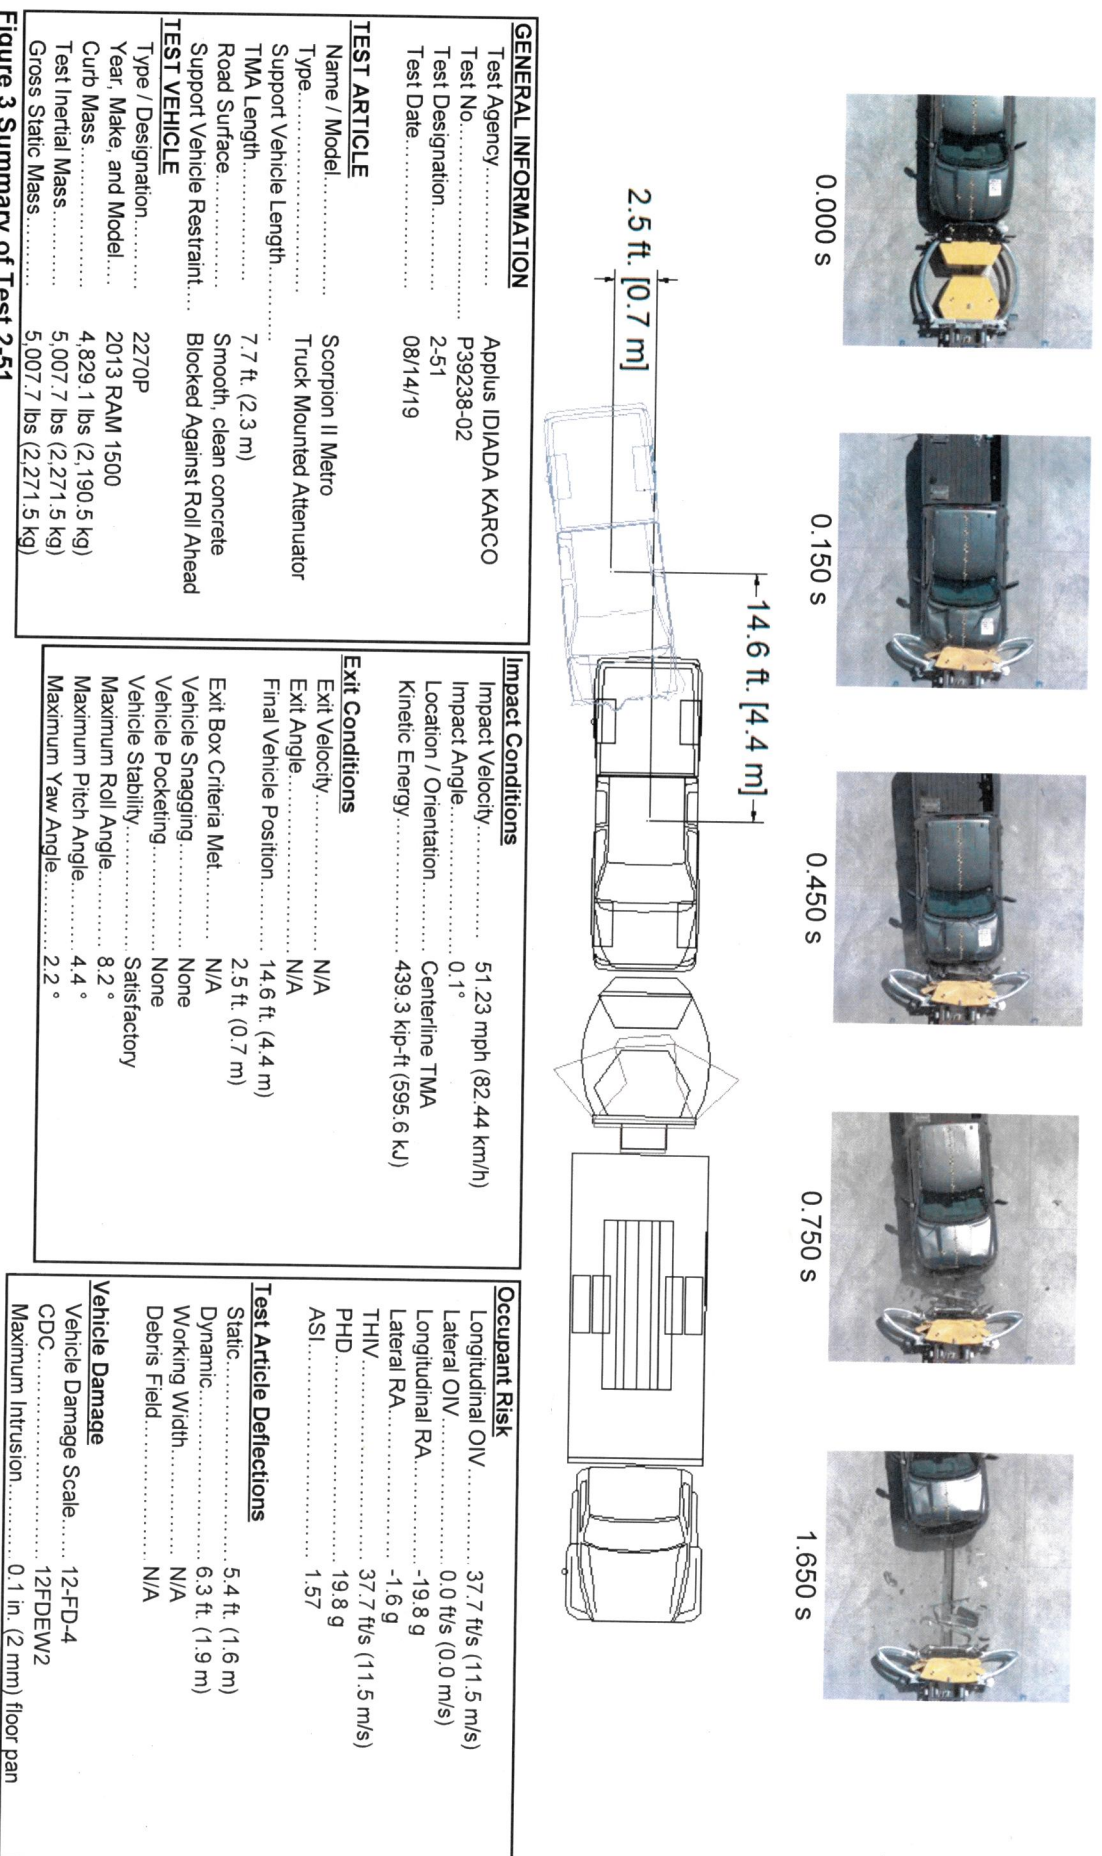 0.000 s
0.150 s
0.450 s
0.750 s
1.650 s
2.5 ft. [0.7 m]
14.6 ft. [4.4 m]
GENERAL INFORMATION
Test Agency............ Applus IDIADA KARCO
Test No.................. P39238-02
Test Designation........ 2-51
Test Date................ 08/14/19
TEST ARTICLE
Name / Model.................. Scorpion II Metro
Type.............................. Truck Mounted Attenuator
Support Vehicle Length..........
TMA Length.................. 7.7 ft. (2.3 m)
Road Surface................ Smooth, clean concrete
Support Vehicle Restraint.... Blocked Against Roll Ahead
TEST VEHICLE
Type / Designation.......... 2270P
Year, Make, and Model.... 2013 RAM 1500
Curb Mass.................... 4,829.1 lbs (2,190.5 kg)
Test Inertial Mass............ 5,007.7 lbs (2,271.5 kg)
Gross Static Mass.......... 5,007.7 lbs (2,271.5 kg)
Impact Conditions
Impact Velocity................ 51.23 mph (82.44 km/h)
Impact Angle.................... 0.1°
Location / Orientation........ Centerline TMA
Kinetic Energy.................. 439.3 kip-ft (595.6 kJ)
Exit Conditions
Exit Velocity.................... N/A
Exit Angle........................ N/A
Final Vehicle Position........ 14.6 ft. (4.4 m)
2.5 ft. (0.7 m)
Exit Box Criteria Met........ N/A
Vehicle Snagging............ None
Vehicle Pocketing............ None
Vehicle Stability.............. Satisfactory
Maximum Roll Angle........ 8.2 °
Maximum Pitch Angle...... 4.4 °
Maximum Yaw Angle........ 2.2 °
Occupant Risk
Longitudinal OIV............ 37.7 ft/s (11.5 m/s)
Lateral OIV.................... 0.0 ft/s (0.0 m/s)
Longitudinal RA.............. -19.8 g
Lateral RA...................... -1.6 g
THIV.............................. 37.7 ft/s (11.5 m/s)
PHD.............................. 19.8 g
ASI................................ 1.57
Test Article Deflections
Static............................ 5.4 ft. (1.6 m)
Dynamic........................ 6.3 ft. (1.9 m)
Working Width................ N/A
Debris Field.................... N/A
Vehicle Damage
Vehicle Damage Scale...... 12-FD-4
CDC.............................. 12FDEW2
Maximum Intrusion.......... 0.1 in. (2 mm) floor pan
Figure 3 Summary of Test 2-51